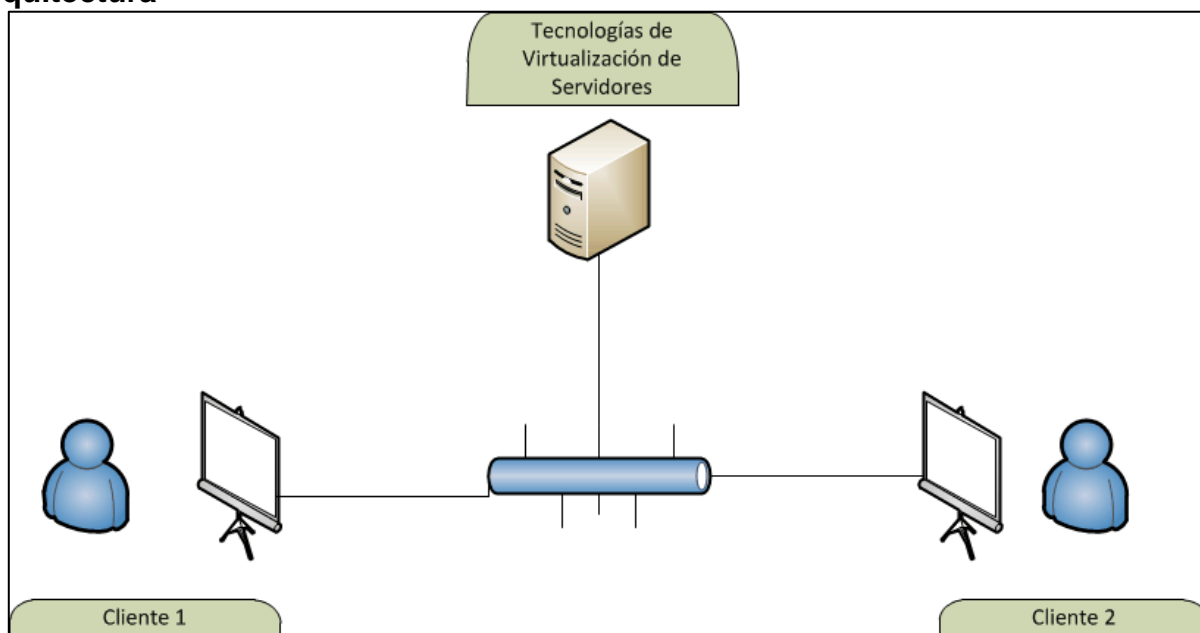 Tecnologías de
Virtualización de
Servidores
Cliente 1
Cliente 2